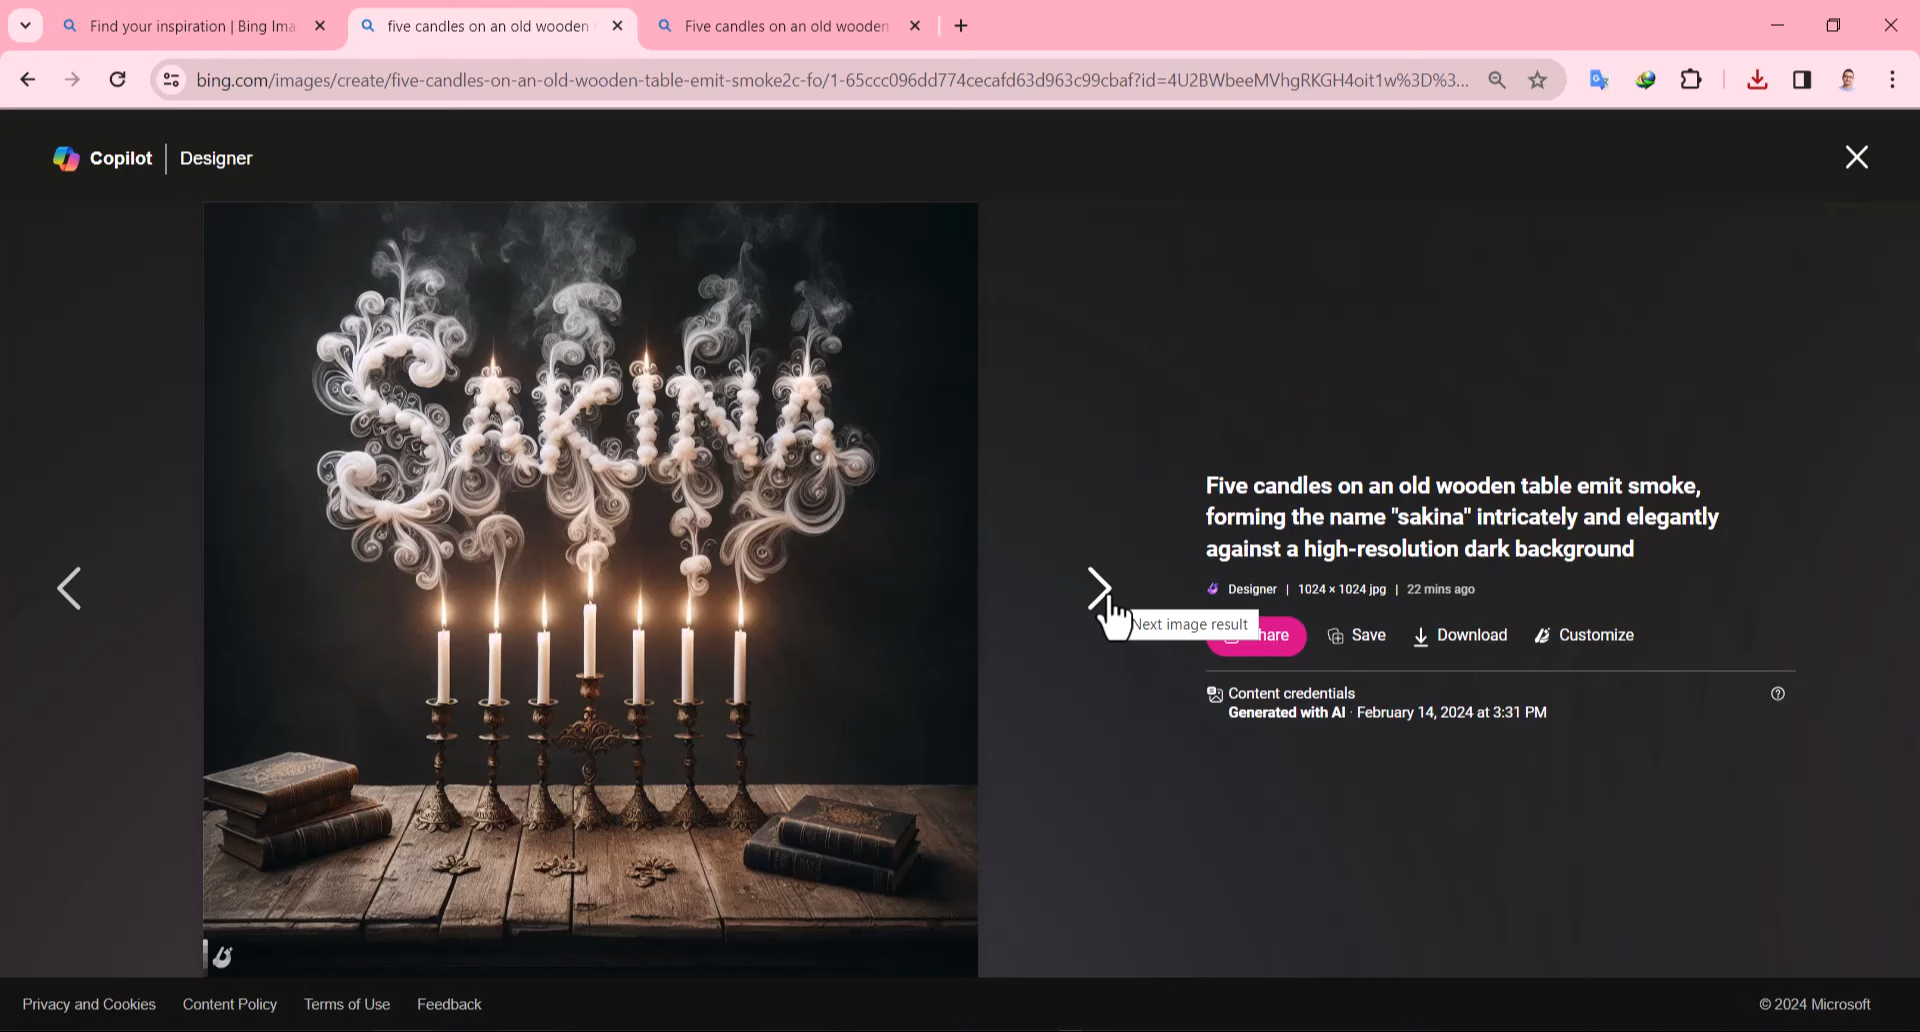 Find your inspiration | Bing Ima
five candles on an old wooden
Five candles on an old wooden
bing.com/images/create/five-candles-on-an-old-wooden-table-emit-smoke2c-fo/1-65ccc096dd774cecafd63d963c99cbaf?id=4U2BWbeeMVhgRKGH4oit1w%3D%3...
Copilot | Designer
SAKINA
Five candles on an old wooden table emit smoke,
forming the name "sakina" intricately and elegantly
against a high-resolution dark background
Designer | 1024 × 1024 jpg | 22 mins ago
Next image result
hare Save Download Customize
Content credentials
Generated with AI · February 14, 2024 at 3:31 PM
Privacy and Cookies Content Policy Terms of Use Feedback
© 2024 Microsoft